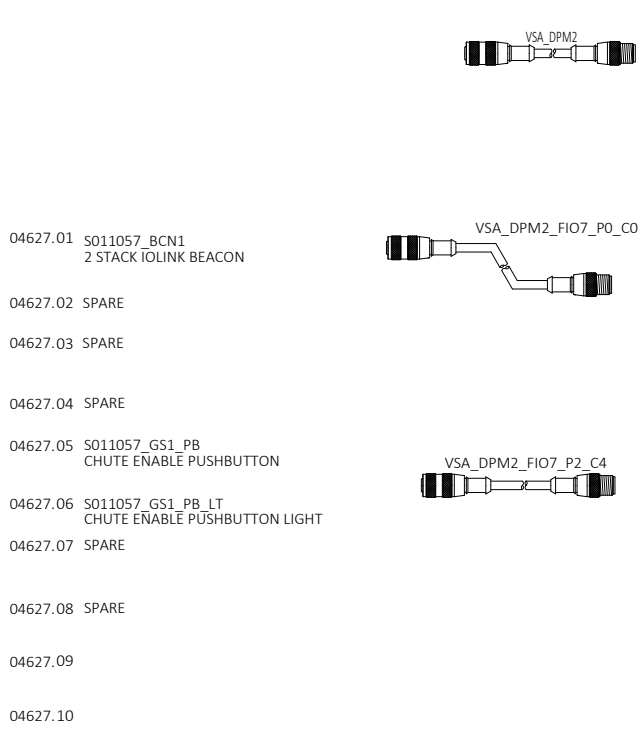 VSA_DPM2
VSA_DPM2_FIO7_P0_C0
04627.01 S011057_BCN1
2 STACK IOLINK BEACON
04627.02 SPARE
04627.03 SPARE
04627.04 SPARE
04627.05 S011057_GS1_PB
CHUTE ENABLE PUSHBUTTON
VSA_DPM2_FIO7_P2_C4
04627.06 S011057_GS1_PB_LT
CHUTE ENABLE PUSHBUTTON LIGHT
04627.07 SPARE
04627.08 SPARE
04627.09
04627.10